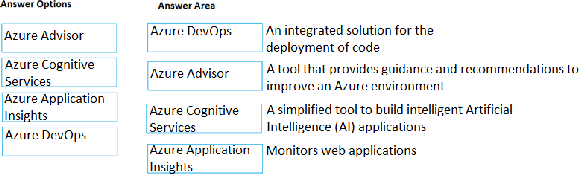 Answer Options
Answer Area
Azure Advisor
Azure Cognitive
Services
Azure Application
Insights
Azure DevOps
Azure DevOps
An integrated solution for the
deployment of code
Azure Advisor
A tool that provides guidance and recommendations to
improve an Azure environment
Azure Cognitive
Services
A simplified tool to build intelligent Artificial
Intelligence (AI) applications
Azure Application
Insights
Monitors web applications